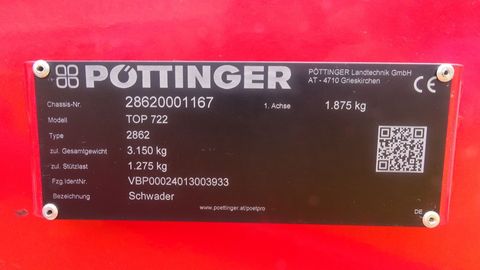 PÖTTINGER
PÖTTINGER Landtechnik GmbH
AT - 4710 Grieskirchen
CE
Chassis-Nr. 28620001167 1. Achse 1.875 kg
Modell TOP 722
Type 2862
zul. Gesamtgewicht 3.150 kg
zul. Stützlast 1.275 kg
Fzg.IdentNr. VBP00024013003933
Bezeichnung Schwader
www.poettinger.at/poetpro
DE